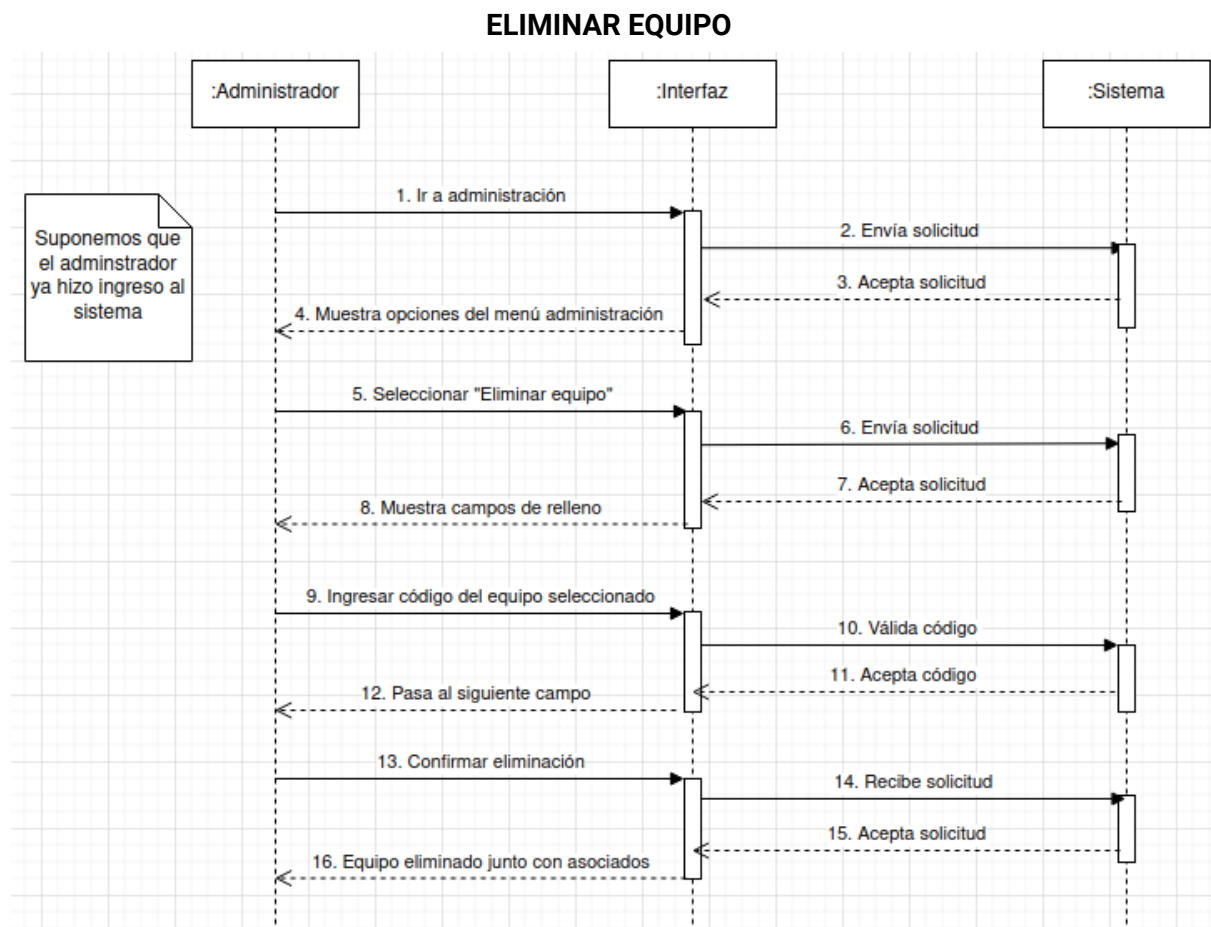 ELIMINAR EQUIPO
:Administrador
:Interfaz
:Sistema
Suponemos que
el adminstrador
ya hizo ingreso al
sistema
1. Ir a administración
2. Envía solicitud
3. Acepta solicitud
4. Muestra opciones del menú administración
5. Seleccionar "Eliminar equipo"
6. Envía solicitud
7. Acepta solicitud
8. Muestra campos de relleno
9. Ingresar código del equipo seleccionado
10. Válida código
11. Acepta código
12. Pasa al siguiente campo
13. Confirmar eliminación
14. Recibe solicitud
15. Acepta solicitud
16. Equipo eliminado junto con asociados